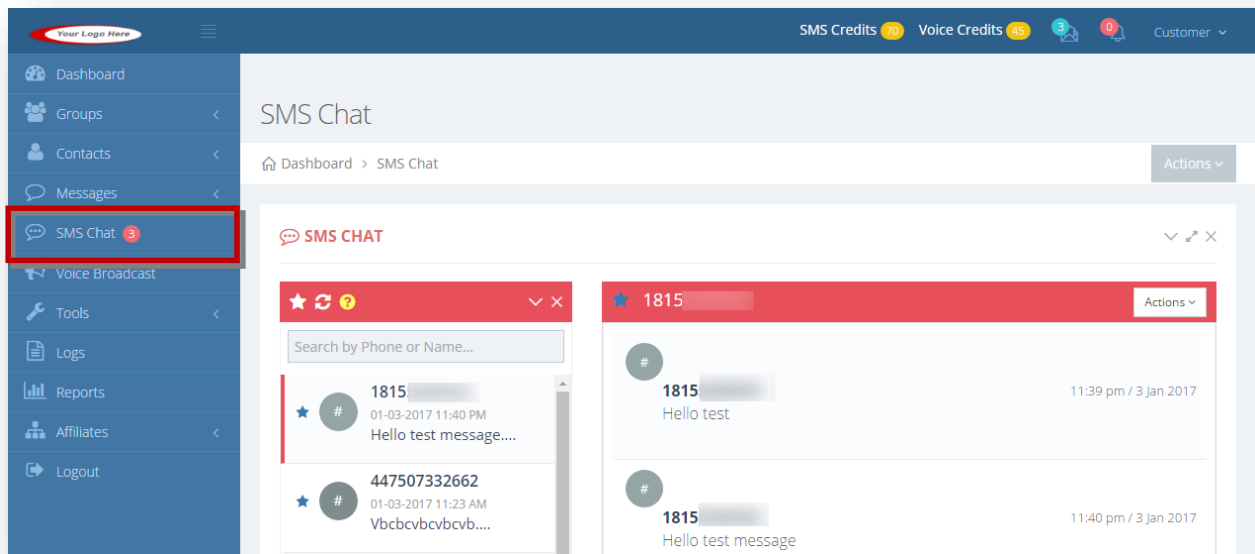 Your Logo Here
SMS Credits 70 Voice Credits 45 3 0 Customer
Dashboard
Groups
Contacts
Messages
SMS Chat 3
Voice Broadcast
Tools
Logs
Reports
Affiliates
Logout
SMS Chat
Dashboard > SMS Chat
Actions
SMS CHAT
?
Search by Phone or Name...
#
1815
01-03-2017 11:40 PM
Hello test message....
#
447507332662
01-03-2017 11:23 AM
Vbcbcvbcvbcvb....
1815
Actions
#
1815
11:39 pm / 3 Jan 2017
Hello test
#
1815
11:40 pm / 3 Jan 2017
Hello test message